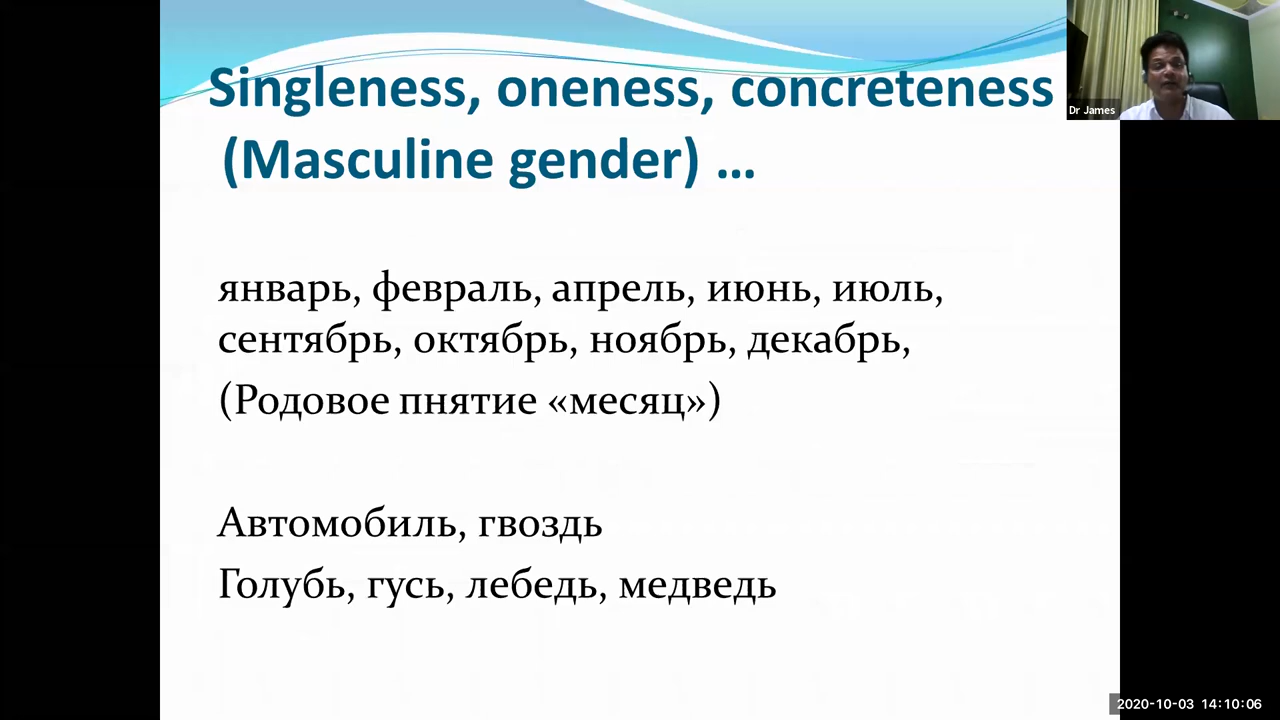 Singleness, oneness, concreteness
(Masculine gender) ...
Dr James
январь, февраль, апрель, июнь, июль,
сентябрь, октябрь, ноябрь, декабрь,
(Родовое пнятие «месяц»)
Автомобиль, гвоздь
Голубь, гусь, лебедь, медведь
2020-10-03 14:10:06